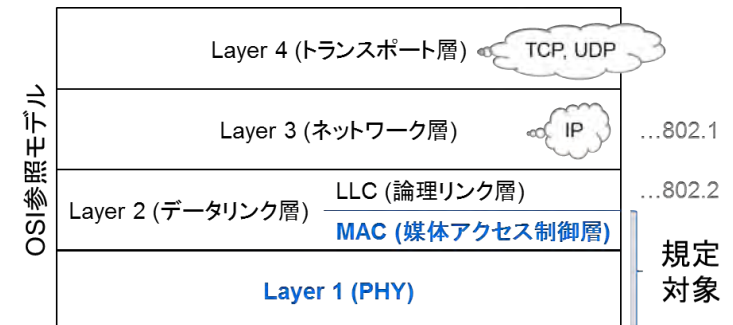 OSI参照モデル
Layer 4 (トランスポート層)
TCP, UDP
Layer 3 (ネットワーク層)
IP
...802.1
Layer 2 (データリンク層)
LLC (論理リンク層)
...802.2
MAC (媒体アクセス制御層)
Layer 1 (PHY)
規定
対象